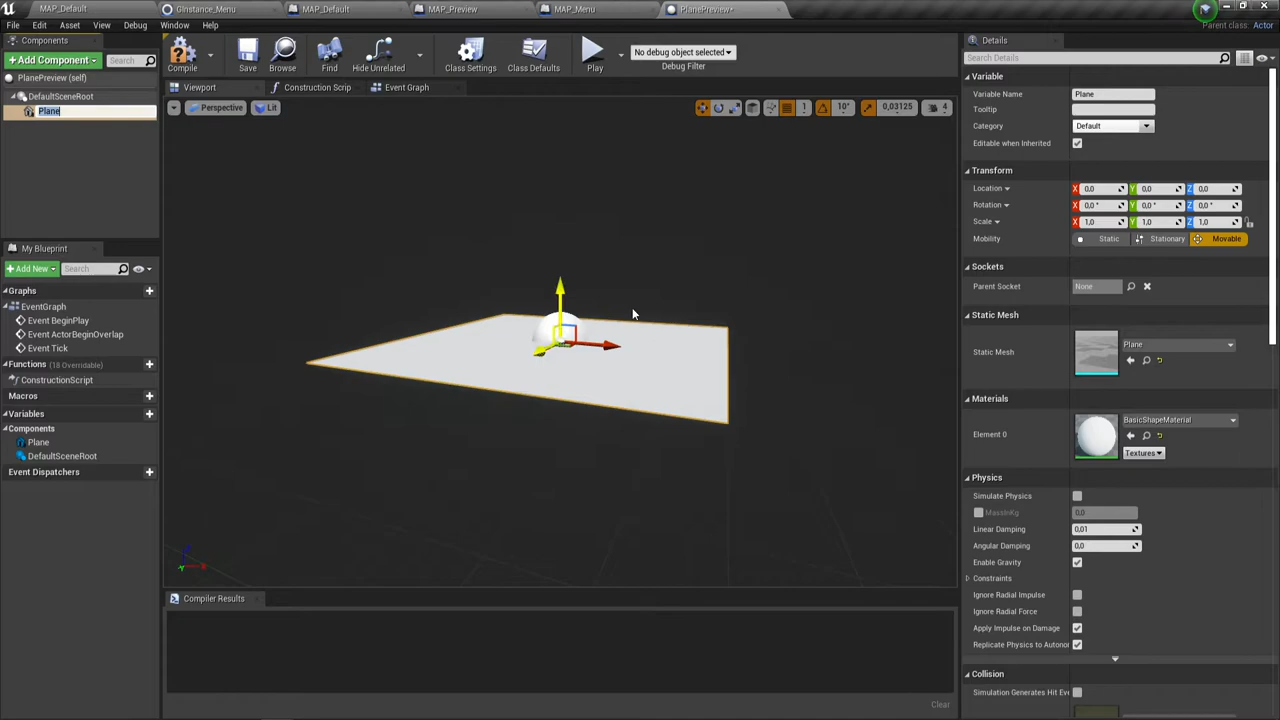 MAP_Default
GInstance_Menu
MAP_Default
MAP_Preview
MAP_Menu
PlanePreview*
File Edit Asset View Debug Window Help
Parent class: Actor
Components
+ Add Component
Search
PlanePreview (self)
DefaultSceneRoot
Plane
Compile
Save
Browse
Find
Hide Unrelated
Class Settings
Class Defaults
Play
No debug object selected
Debug Filter
Viewport
Construction Scrip
Event Graph
Perspective
Lit
10°
0,03125
4
My Blueprint
+ Add New
Search
Graphs
EventGraph
Event BeginPlay
Event ActorBeginOverlap
Event Tick
Functions (18 Overridable)
ConstructionScript
Macros
Variables
Components
Plane
DefaultSceneRoot
Event Dispatchers
Compiler Results
Clear
Details
Search Details
Variable
Variable Name Plane
Tooltip
Category Default
Editable when Inherited
Transform
Location X 0,0 Y 0,0 Z 0,0
Rotation X 0,0 ° Y 0,0 ° Z 0,0 °
Scale X 1,0 Y 1,0 Z 1,0
Mobility Static Stationary Movable
Sockets
Parent Socket None
Static Mesh
Static Mesh Plane
Materials
Element 0 BasicShapeMaterial
Textures
Physics
Simulate Physics
MassInKg 0,0
Linear Damping 0,01
Angular Damping 0,0
Enable Gravity
Constraints
Ignore Radial Impulse
Ignore Radial Force
Apply Impulse on Damage
Replicate Physics to Autonon
Collision
Simulation Generates Hit Eve